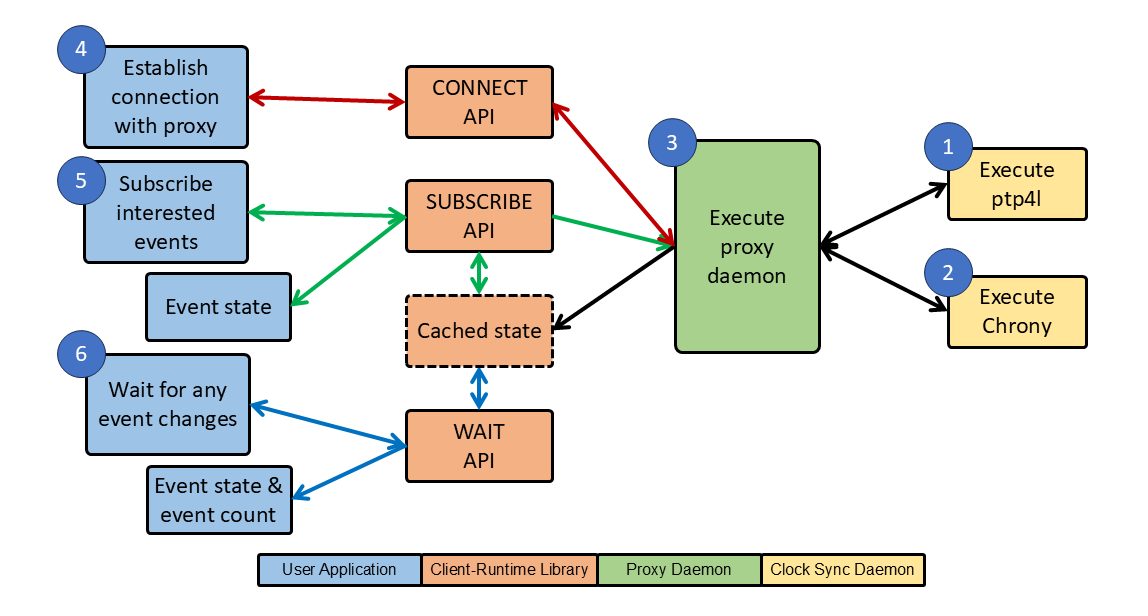 4
Establish
connection
with proxy
CONNECT
API
5
Subscribe
interested
events
SUBSCRIBE
API
3
Execute
proxy
daemon
1
Execute
ptp4l
Event state
Cached state
2
Execute
Chrony
6
Wait for any
event changes
WAIT
API
Event state &
event count
User Application
Client-Runtime Library
Proxy Daemon
Clock Sync Daemon